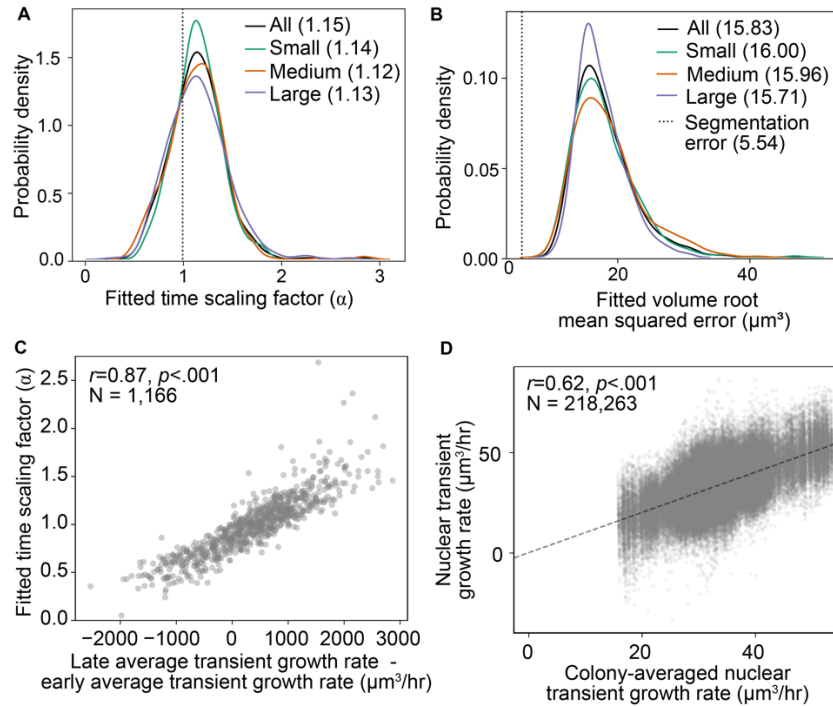 A
All (1.15)
Small (1.14)
Medium (1.12)
Large (1.13)
Probability density
1.5
1.0
0.5
0.0
0
1
2
3
Fitted time scaling factor (α)
B
All (15.83)
Small (16.00)
Medium (15.96)
Large (15.71)
Segmentation
error (5.54)
Probability density
0.10
0.05
0.00
0
20
40
Fitted volume root
mean squared error (µm³)
C
r=0.87, p<.001
N = 1,166
Fitted time scaling factor (α)
2.5
2.0
1.5
1.0
0.5
0.0
−2000
−1000
0
1000
2000
3000
Late average transient growth rate -
early average transient growth rate (µm³/hr)
D
r=0.62, p<.001
N = 218,263
Nuclear transient
growth rate (µm³/hr)
50
0
0
20
40
Colony-averaged nuclear
transient growth rate (µm³/hr)